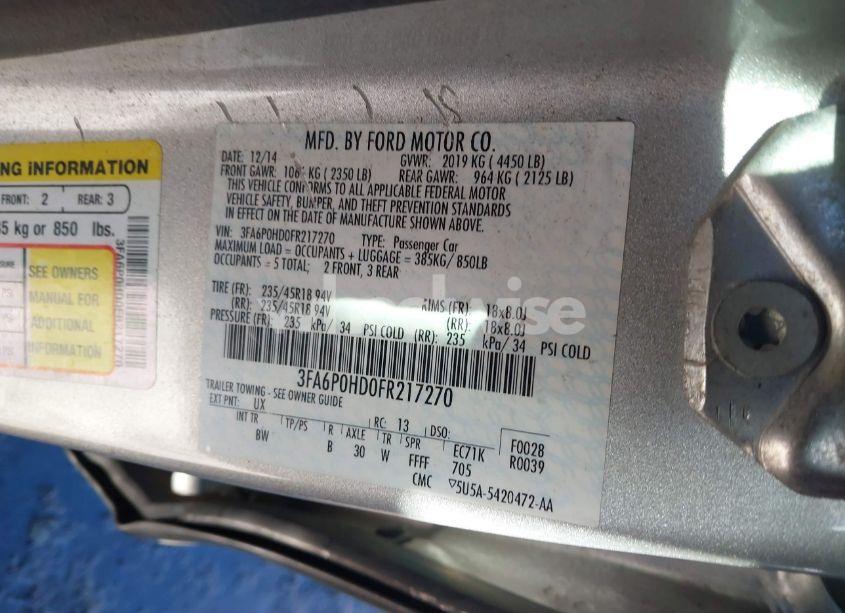 MFD. BY FORD MOTOR CO.
DATE: 12/14 GVWR: 2019 KG ( 4450 LB)
FRONT GAWR: KG ( 2350 LB) REAR GAWR: 964 KG ( 2125 LB)
THIS VEHICLE CONFORMS TO ALL APPLICABLE FEDERAL MOTOR
VEHICLE SAFETY, BUMPER, AND THEFT PREVENTION STANDARDS
IN EFFECT ON THE DATE OF MANUFACTURE SHOWN ABOVE.
VIN: 3FA6P0HD0FR217270 TYPE: Passenger Car
MAXIMUM LOAD = OCCUPANTS + LUGGAGE = 385KG/ 850LB
OCCUPANTS = 5 TOTAL; 2 FRONT, 3 REAR
TIRE (FR): 235/45R18 94V RIMS (FR): 18x8.0J
(RR): 235/45R18 94V (RR): 18x8.0J
PRESSURE (FR): 235 kPa/ 34 PSI COLD (RR): 235 kPa/ 34 PSI COLD
3FA6P0HD0FR217270
TRAILER TOWING - SEE OWNER GUIDE
EXT PNT: UX RC: 13 DSO:
INT TR TP/PS R AXLE TR SPR EC71K F0028
BW B 30 W FFFF 705 R0039
CMC 5U5A-5420472-AA
ING INFORMATION
FRONT: 2 REAR: 3
85 kg or 850 lbs.
SEE OWNERS
MANUAL FOR
ADDITIONAL
INFORMATION